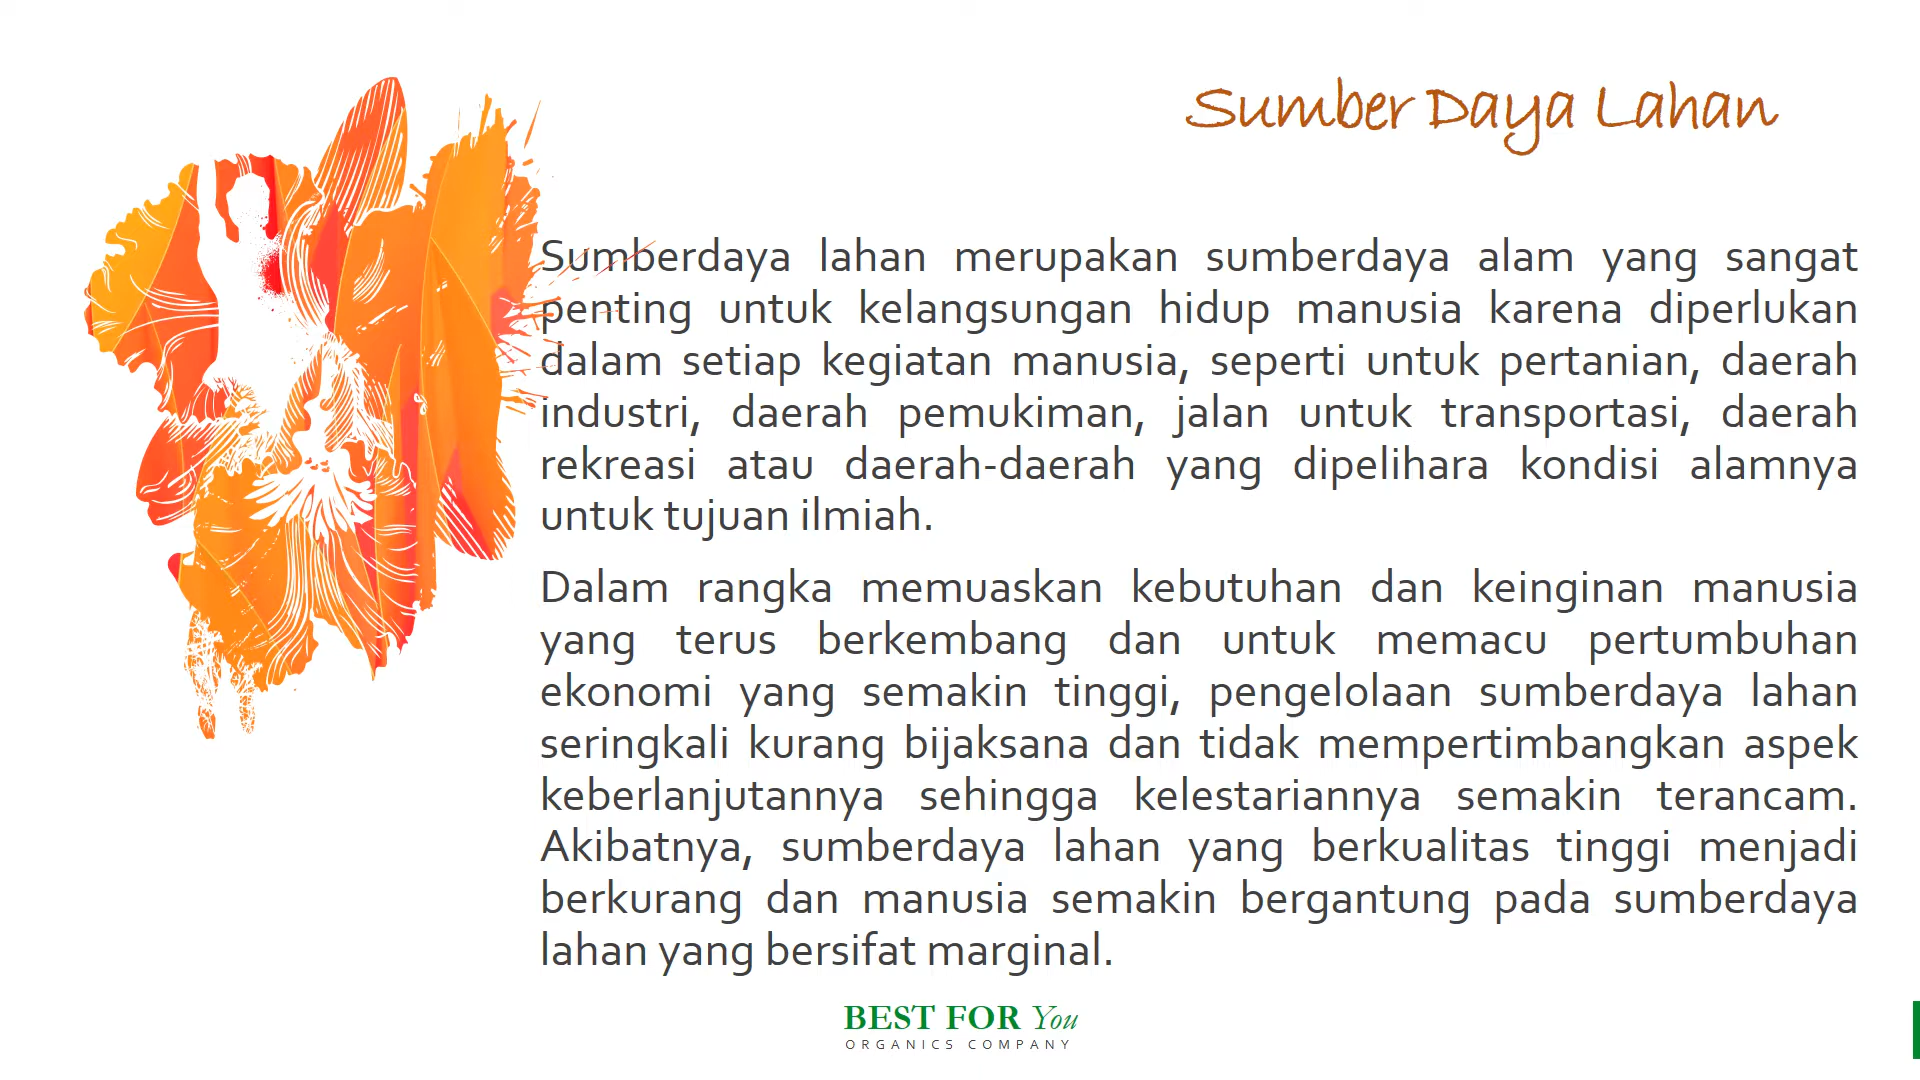 Sumber Daya Lahan
Sumberdaya lahan merupakan sumberdaya alam yang sangat
penting untuk kelangsungan hidup manusia karena diperlukan
dalam setiap kegiatan manusia, seperti untuk pertanian, daerah
industri, daerah pemukiman, jalan untuk transportasi, daerah
rekreasi atau daerah-daerah yang dipelihara kondisi alamnya
untuk tujuan ilmiah.
Dalam rangka memuaskan kebutuhan dan keinginan manusia
yang terus berkembang dan untuk memacu pertumbuhan
ekonomi yang semakin tinggi, pengelolaan sumberdaya lahan
seringkali kurang bijaksana dan tidak mempertimbangkan aspek
keberlanjutannya sehingga kelestariannya semakin terancam.
Akibatnya, sumberdaya lahan yang berkualitas tinggi menjadi
berkurang dan manusia semakin bergantung pada sumberdaya
lahan yang bersifat marginal.
BEST FOR You
ORGANICS COMPANY